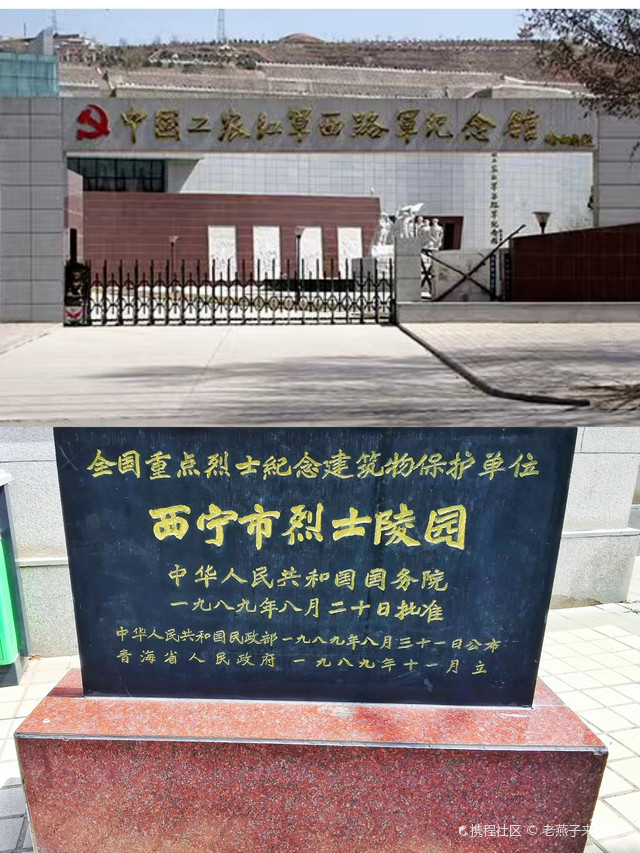 中国工农红军西路军纪念馆
全国重点烈士纪念建筑物保护单位
西宁市烈士陵园
中华人民共和国国务院
一九八九年八月二十日批准
中华人民共和国民政部一九八九年八月三十一日公布
青海省人民政府 一九八九年十一月立
携程社区 © 老燕子来